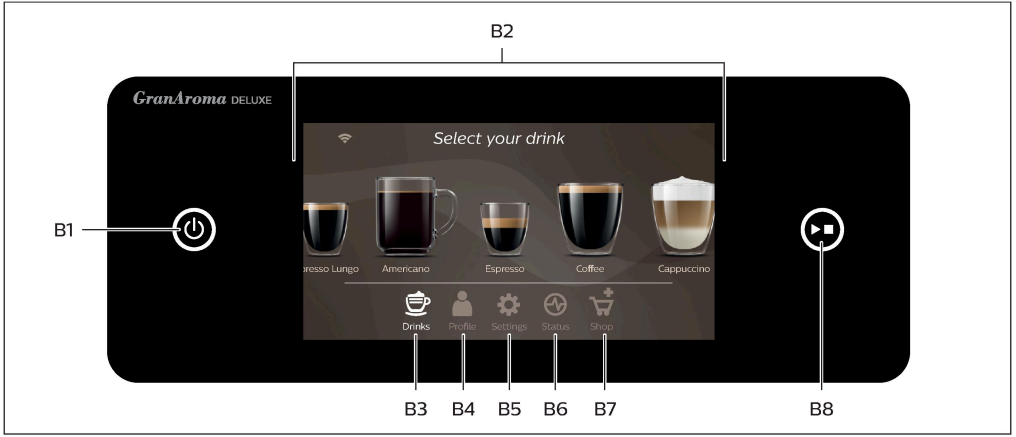 B2
GranAroma DELUXE
Select your drink
B1
resso Lungo
Americano
Espresso
Coffee
Cappuccino
Drinks
Profile
Settings
Status
Shop
B3
B4
B5
B6
B7
B8